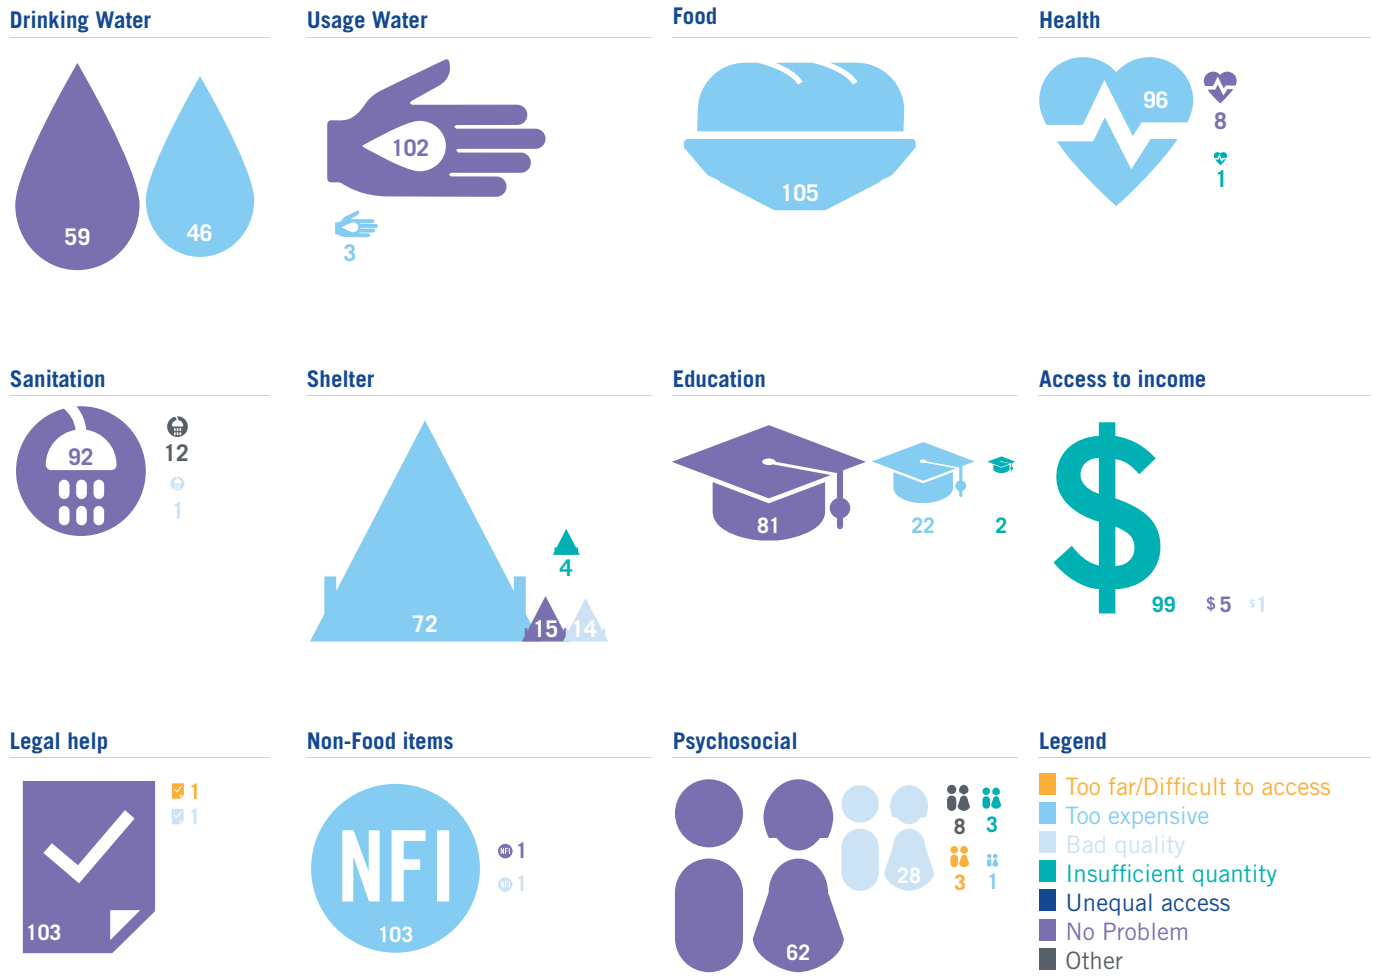 Drinking Water
59
46
Usage Water
102
3
Food
105
Health
96
8
1
Sanitation
92
12
1
Shelter
72
4
15
14
Education
81
22
2
Access to income
99
$ 5
$ 1
Legal help
103
1
1
Non-Food items
NFI
103
NFI 1
NFI 1
Psychosocial
62
28
8
3
3
1
Legend
Too far/Difficult to access
Too expensive
Bad quality
Insufficient quantity
Unequal access
No Problem
Other